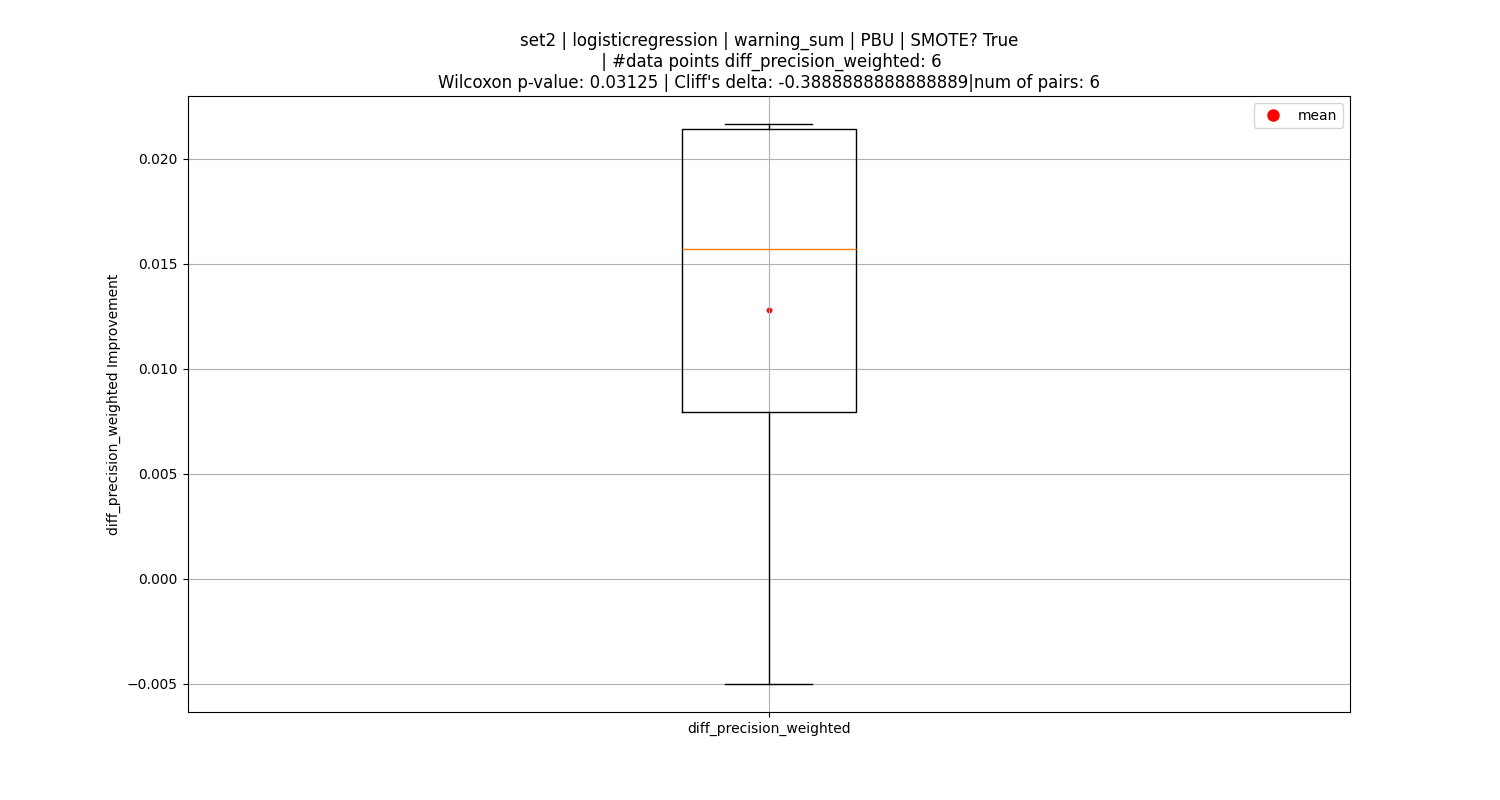 set2 | logisticregression | warning_sum | PBU | SMOTE? True
| #data points diff_precision_weighted: 6
Wilcoxon p-value: 0.03125 | Cliff's delta: -0.3888888888888889|num of pairs: 6
mean
0.020
0.015
0.010
0.005
0.000
−0.005
diff_precision_weighted Improvement
diff_precision_weighted